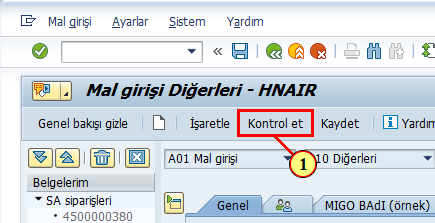 Mal girişi Ayarlar Sistem Yardım
Mal girişi Diğerleri - HNAIR
Genel bakışı gizle İşaretle Kontrol et Kaydet Yardım
1
A01 Mal girişi 10 Diğerleri
Belgelerim
SA siparişleri
4500000380
Genel MIGO BAdI (örnek)